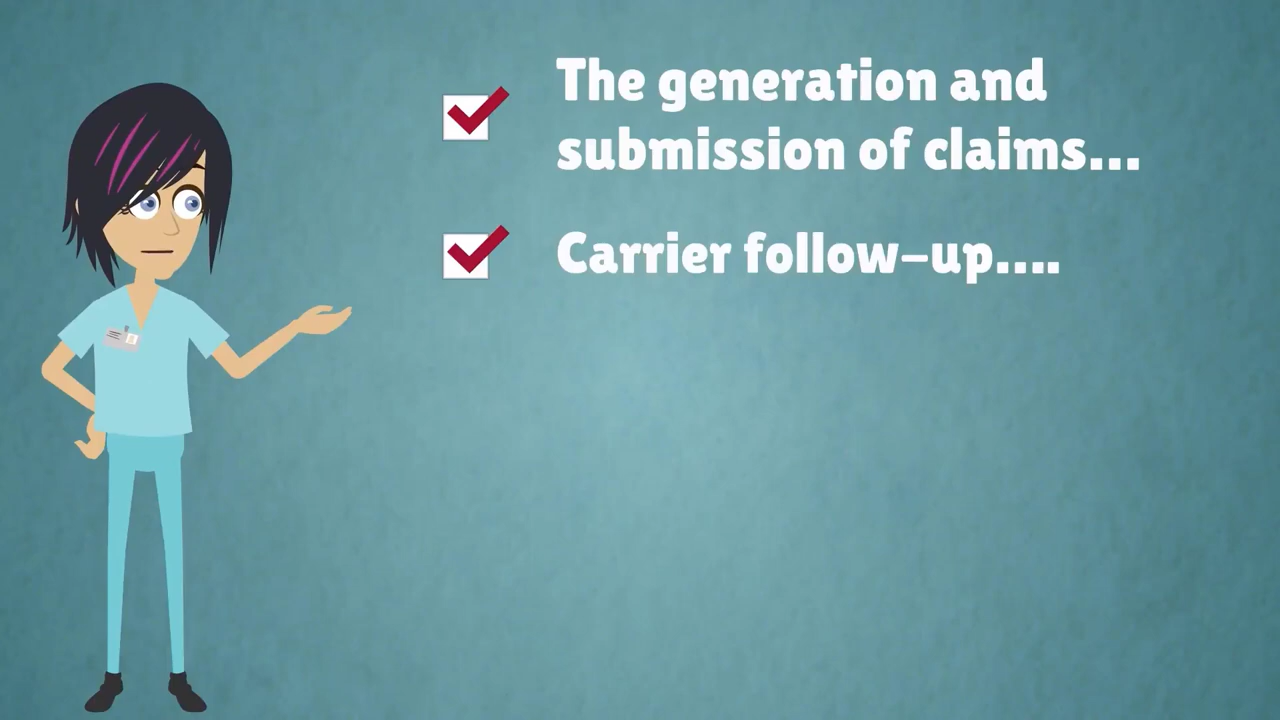 The generation and
submission of claims...
Carrier follow-up....